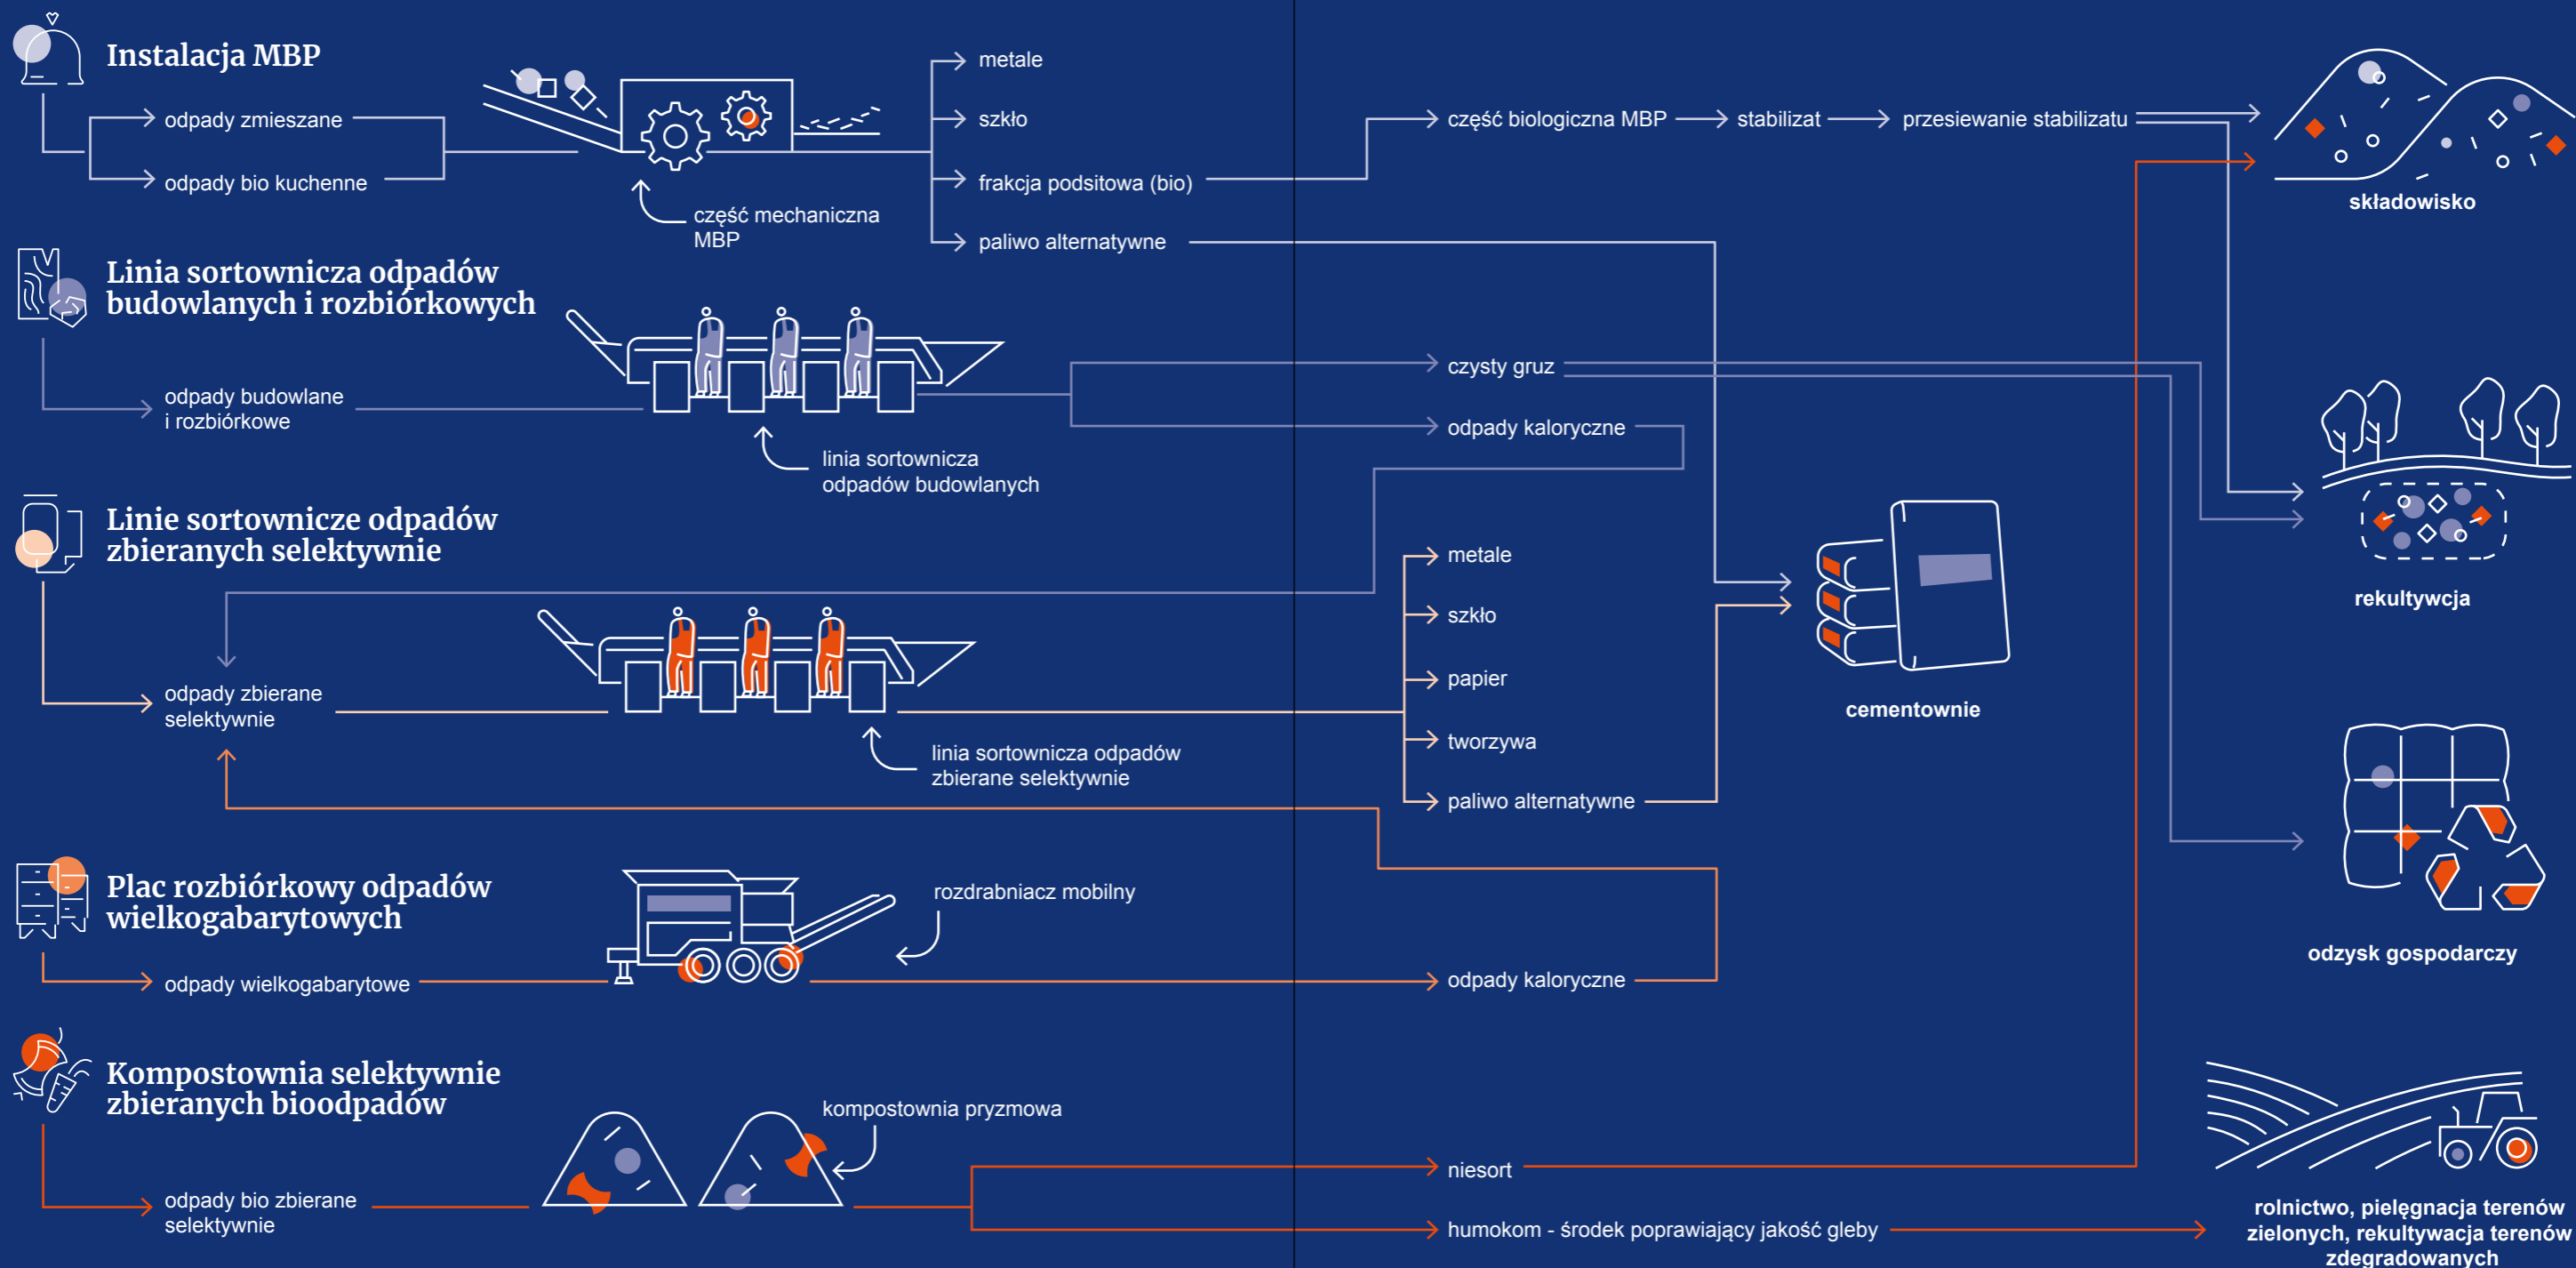 Instalacja MBP
odpady zmieszane
odpady bio kuchenne
część mechaniczna
MBP
metale
szkło
frakcja podsitowa (bio)
paliwo alternatywne
część biologiczna MBP
stabilizat
przesiewanie stabilizatu
składowisko
Linia sortownicza odpadów
budowlanych i rozbiórkowych
odpady budowlane
i rozbiórkowe
linia sortownicza
odpadów budowlanych
czysty gruz
odpady kaloryczne
rekultywcja
Linie sortownicze odpadów
zbieranych selektywnie
odpady zbierane
selektywnie
linia sortownicza odpadów
zbierane selektywnie
metale
szkło
papier
tworzywa
paliwo alternatywne
cementownie
odzysk gospodarczy
Plac rozbiórkowy odpadów
wielkogabarytowych
odpady wielkogabarytowe
rozdrabniacz mobilny
odpady kaloryczne
Kompostownia selektywnie
zbieranych bioodpadów
odpady bio zbierane
selektywnie
kompostownia pryzmowa
niesort
humokom - środek poprawiający jakość gleby
rolnictwo, pielęgnacja terenów
zielonych, rekultywacja terenów
zdegradowanych